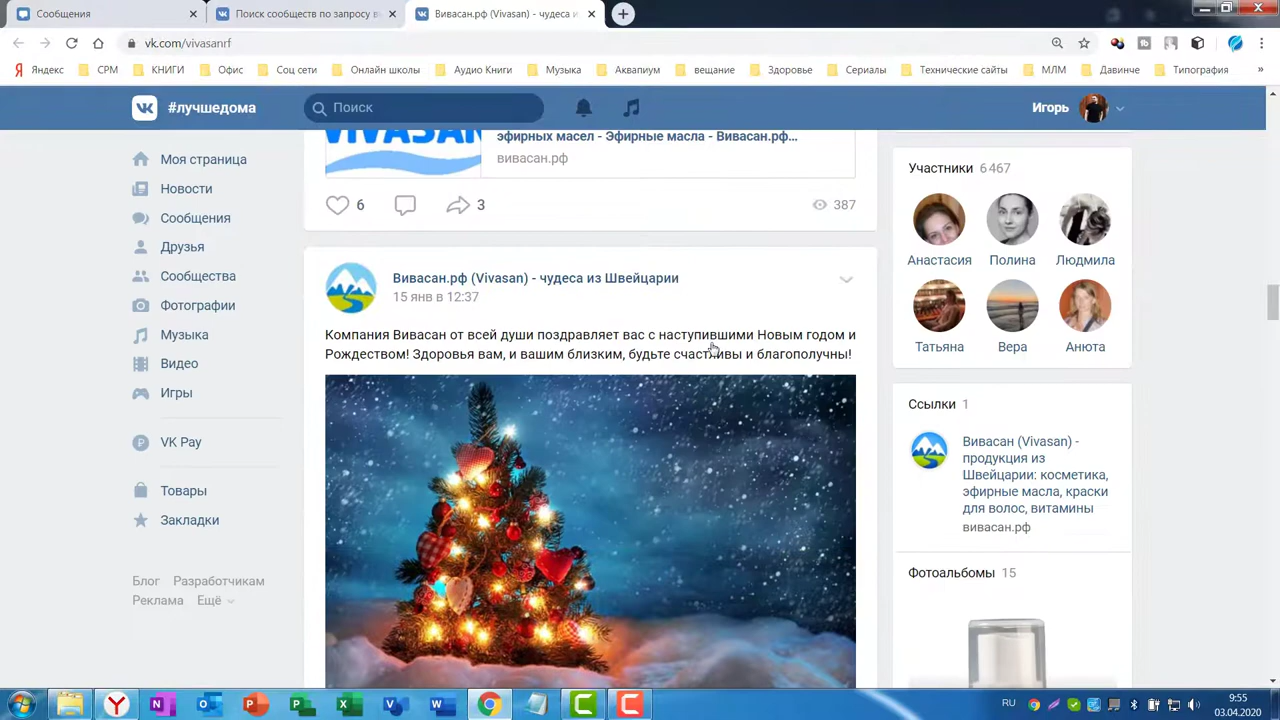 Сообщения
Поиск сообществ по запросу в
Вивасан.рф (Vivasan) - чудеса и
vk.com/vivasanrf
Яндекс
СРМ
КНИГИ
Офис
Соц сети
Онлайн школы
Аудио Книги
Музыка
Аквапиум
вещание
Здоровье
Сериалы
Технические сайты
МЛМ
Давинче
Типография
»
#лучшедома
Поиск
Игорь
Моя страница
Новости
Сообщения
Друзья
Сообщества
Фотографии
Музыка
Видео
Игры
VK Pay
Товары
Закладки
Блог Разработчикам
Реклама Ещё
VIVASAN
эфирных масел - Эфирные масла - Вивасан.рф...
вивасан.рф
6
3
387
Вивасан.рф (Vivasan) - чудеса из Швейцарии
15 янв в 12:37
Компания Вивасан от всей души поздравляет вас с наступившими Новым годом и
Рождеством! Здоровья вам, и вашим близким, будьте счастливы и благополучны!
Участники 6 467
Анастасия
Полина
Людмила
Татьяна
Вера
Анюта
Ссылки 1
Вивасан (Vivasan) -
продукция из
Швейцарии: косметика,
эфирные масла, краски
для волос, витамины
вивасан.рф
Фотоальбомы 15
RU
9:55
03.04.2020